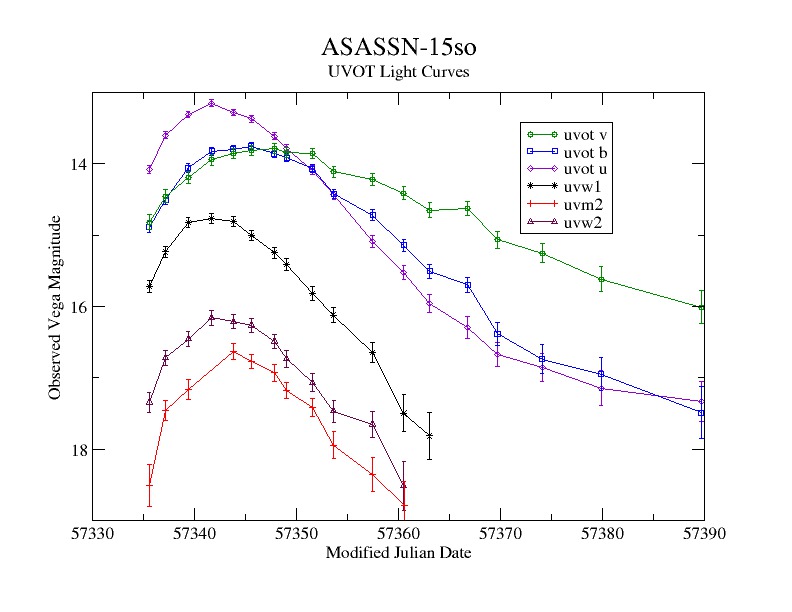 ASASSN-15so
UVOT Light Curves
uvot v
uvot b
uvot u
uvw1
uvm2
uvw2
Observed Vega Magnitude
14
16
18
57330 57340 57350 57360 57370 57380 57390
Modified Julian Date